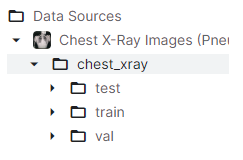 Data Sources
Chest X-Ray Images (Pneu
chest_xray
test
train
val